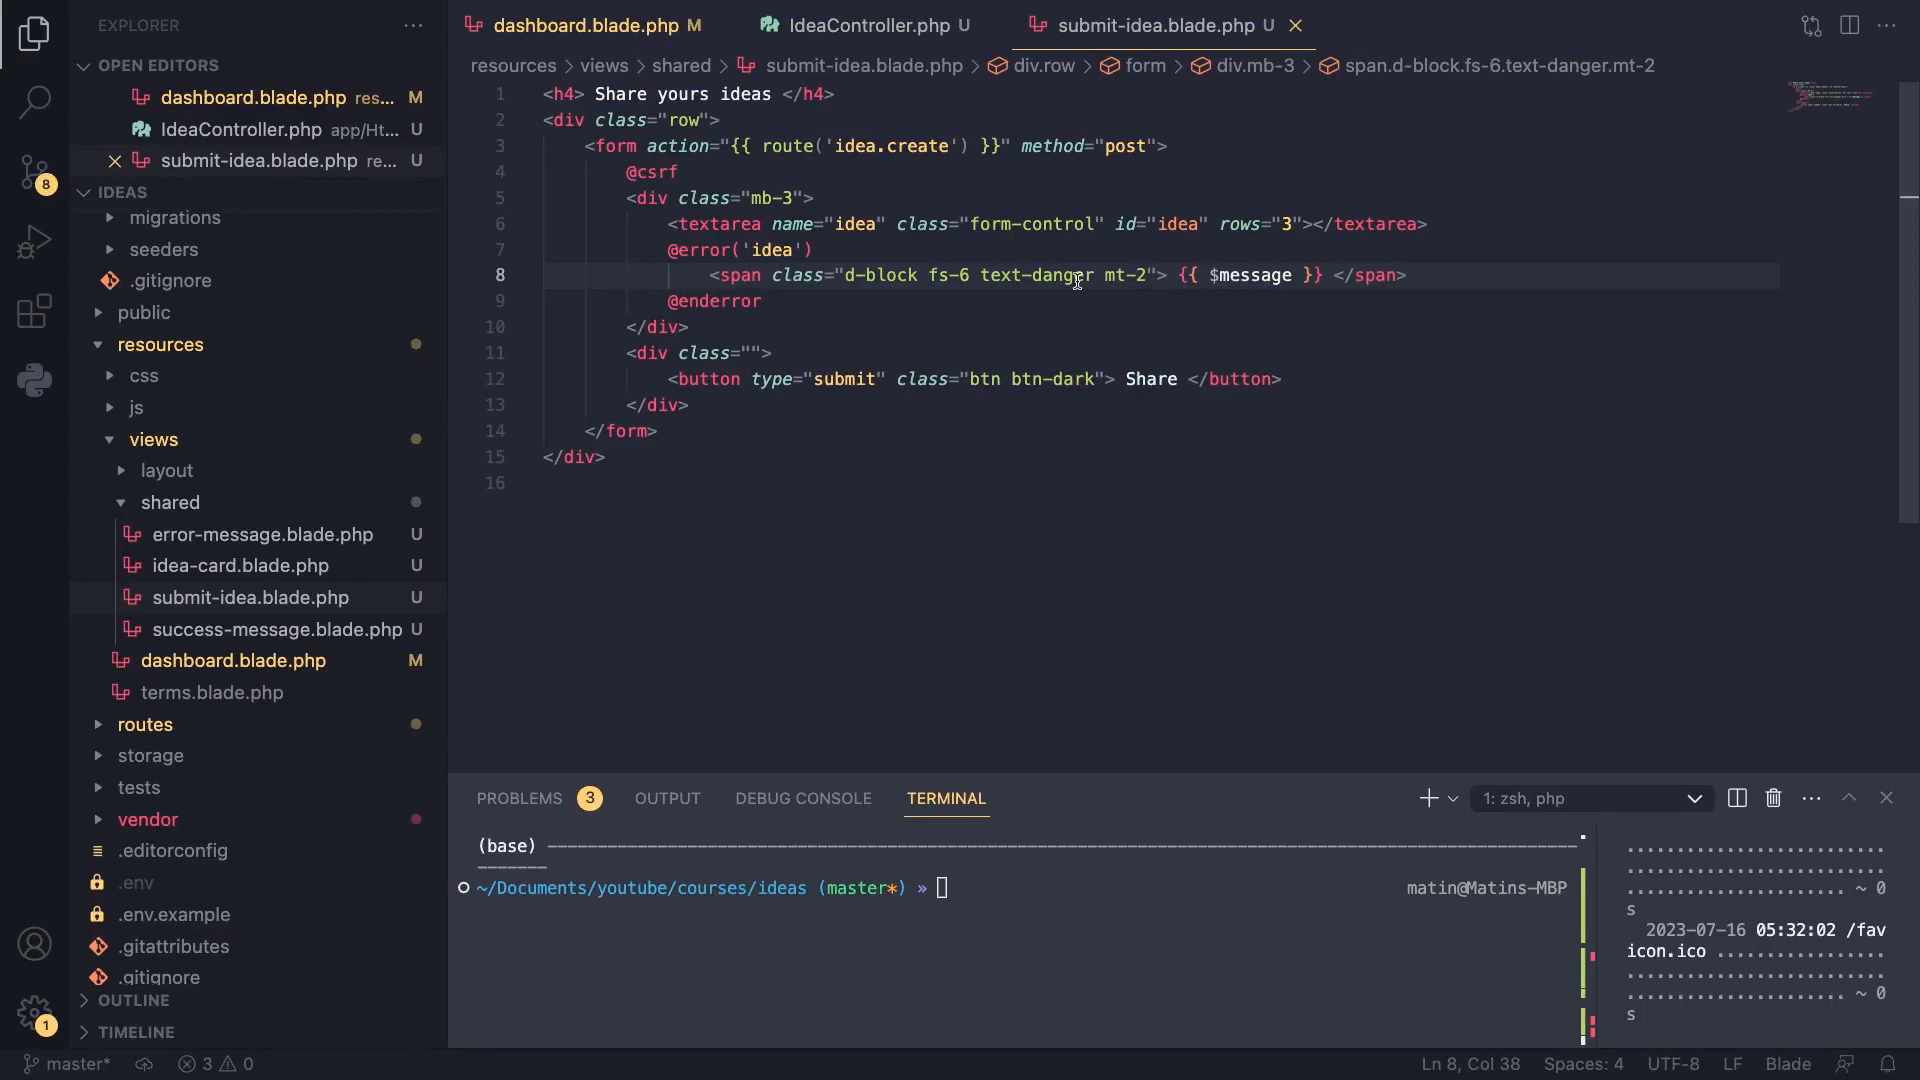 EXPLORER
OPEN EDITORS
dashboard.blade.php res... M
IdeaController.php app/Ht... U
submit-idea.blade.php re... U
IDEAS
migrations
seeders
.gitignore
public
resources
css
js
views
layout
shared
error-message.blade.php U
idea-card.blade.php U
submit-idea.blade.php U
success-message.blade.php U
dashboard.blade.php M
terms.blade.php
routes
storage
tests
vendor
.editorconfig
.env
.env.example
.gitattributes
.gitignore
OUTLINE
TIMELINE
8
1
dashboard.blade.php M
IdeaController.php U
submit-idea.blade.php U
resources > views > shared > submit-idea.blade.php > div.row > form > div.mb-3 > span.d-block.fs-6.text-danger.mt-2
1 <h4> Share yours ideas </h4>
2 <div class="row">
3 <form action="{{ route('idea.create') }}" method="post">
4 @csrf
5 <div class="mb-3">
6 <textarea name="idea" class="form-control" id="idea" rows="3"></textarea>
7 @error('idea')
8 <span class="d-block fs-6 text-danger mt-2"> {{ $message }} </span>
9 @enderror
10 </div>
11 <div class="">
12 <button type="submit" class="btn btn-dark"> Share </button>
13 </div>
14 </form>
15 </div>
16
PROBLEMS 3 OUTPUT DEBUG CONSOLE TERMINAL
1: zsh, php
(base) ----------------------------------------
~/Documents/youtube/courses/ideas (master*) » matin@Matins-MBP
.........................
.........................
..................... ~ 0
s
2023-07-16 05:32:02 /fav
icon.ico ................
.........................
..................... ~ 0
s
master* 3 0
Ln 8, Col 38 Spaces: 4 UTF-8 LF Blade